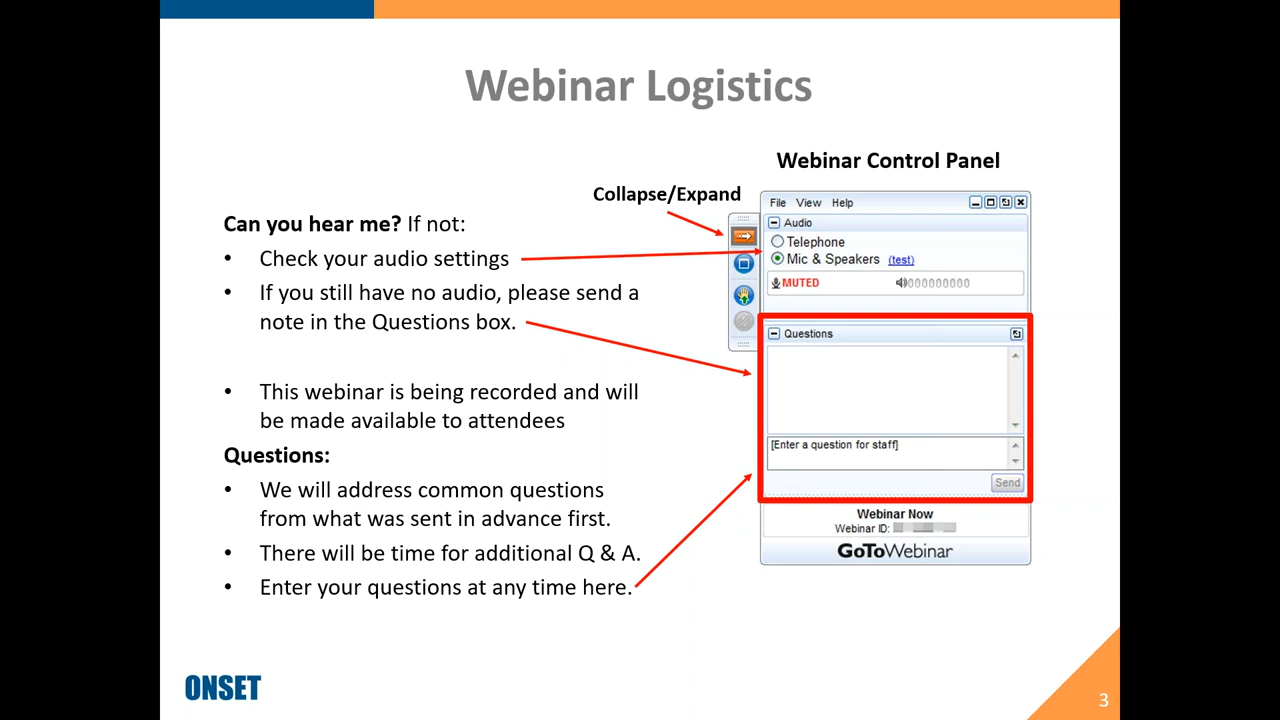 Webinar Logistics
Webinar Control Panel
Collapse/Expand
Can you hear me? If not:
• Check your audio settings
• If you still have no audio, please send a
note in the Questions box.
• This webinar is being recorded and will
be made available to attendees
Questions:
• We will address common questions
from what was sent in advance first.
• There will be time for additional Q & A.
• Enter your questions at any time here.
File View Help
Audio
Telephone
Mic & Speakers (test)
MUTED
Questions
[Enter a question for staff]
Send
Webinar Now
Webinar ID:
GoToWebinar
ONSET
3